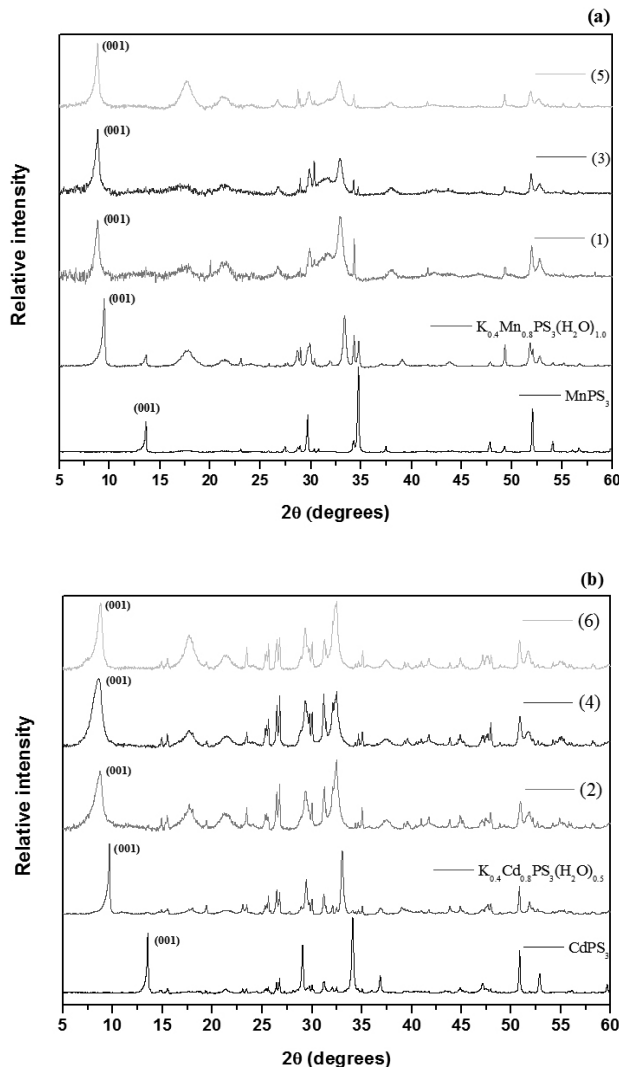 (a)
(001)
(5)
(001)
(3)
(001)
(1)
(001)
K0.4Mn0.8PS3(H2O)1.0
(001)
MnPS3
Relative intensity
5 10 15 20 25 30 35 40 45 50 55 60
2θ (degrees)
(b)
(001)
(6)
(001)
(4)
(001)
(2)
(001)
K0.4Cd0.8PS3(H2O)0.5
(001)
CdPS3
Relative intensity
5 10 15 20 25 30 35 40 45 50 55 60
2θ (degrees)